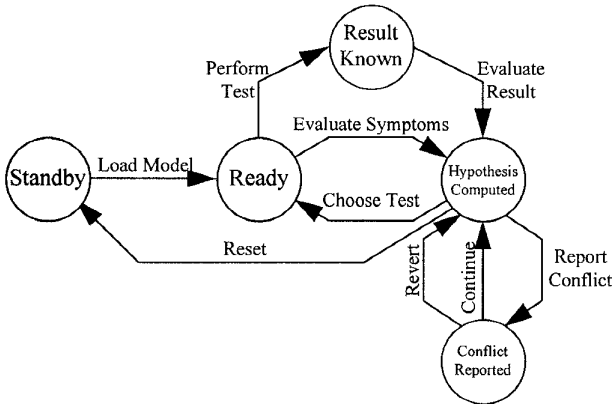 Result
Known
Perform
Test
Evaluate
Result
Evaluate Symptoms
Standby
Load Model
Ready
Hypothesis
Computed
Choose Test
Reset
Revert
Continue
Report
Conflict
Conflict
Reported